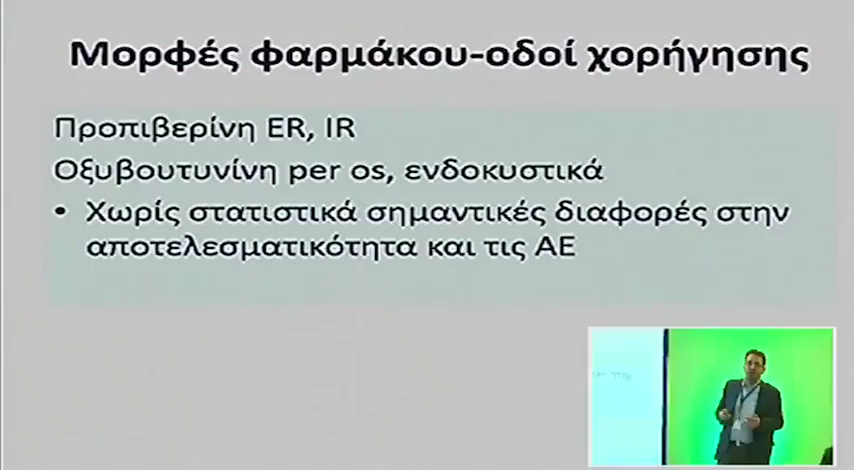 Μορφές φαρμάκου-οδοί χορήγησης
Προπιβερίνη ER, IR
Οξυβουτυνίνη per os, ενδοκυστικά
• Χωρίς στατιστικά σημαντικές διαφορές στην
αποτελεσματικότητα και τις ΑΕ